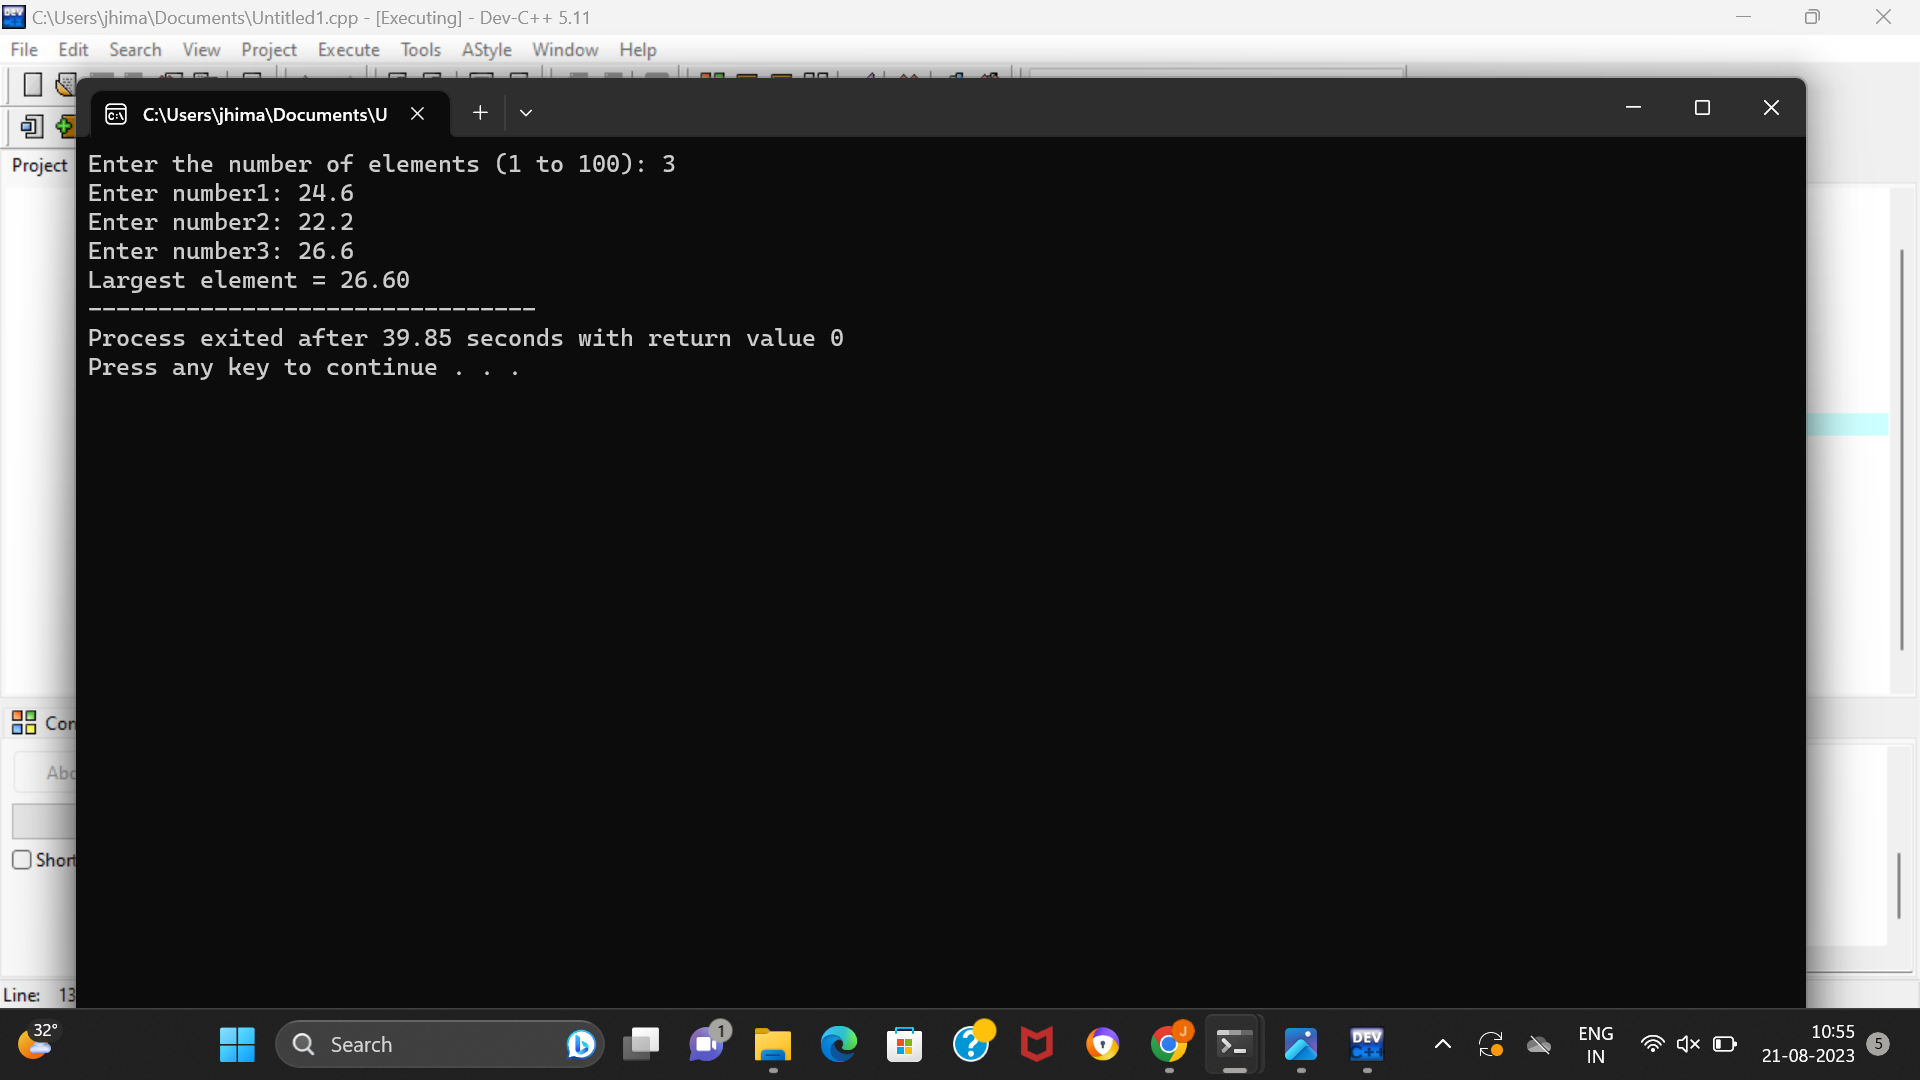 C:\Users\jhima\Documents\Untitled1.cpp - [Executing] - Dev-C++ 5.11
File Edit Search View Project Execute Tools AStyle Window Help
C:\Users\jhima\Documents\U
Project
Enter the number of elements (1 to 100): 3
Enter number1: 24.6
Enter number2: 22.2
Enter number3: 26.6
Largest element = 26.60
--------------------------------
Process exited after 39.85 seconds with return value 0
Press any key to continue . . .
Com
Abo
Short
Line: 13
32°
Search
1
J
DEV
C++
ENG
IN
10:55
21-08-2023
5